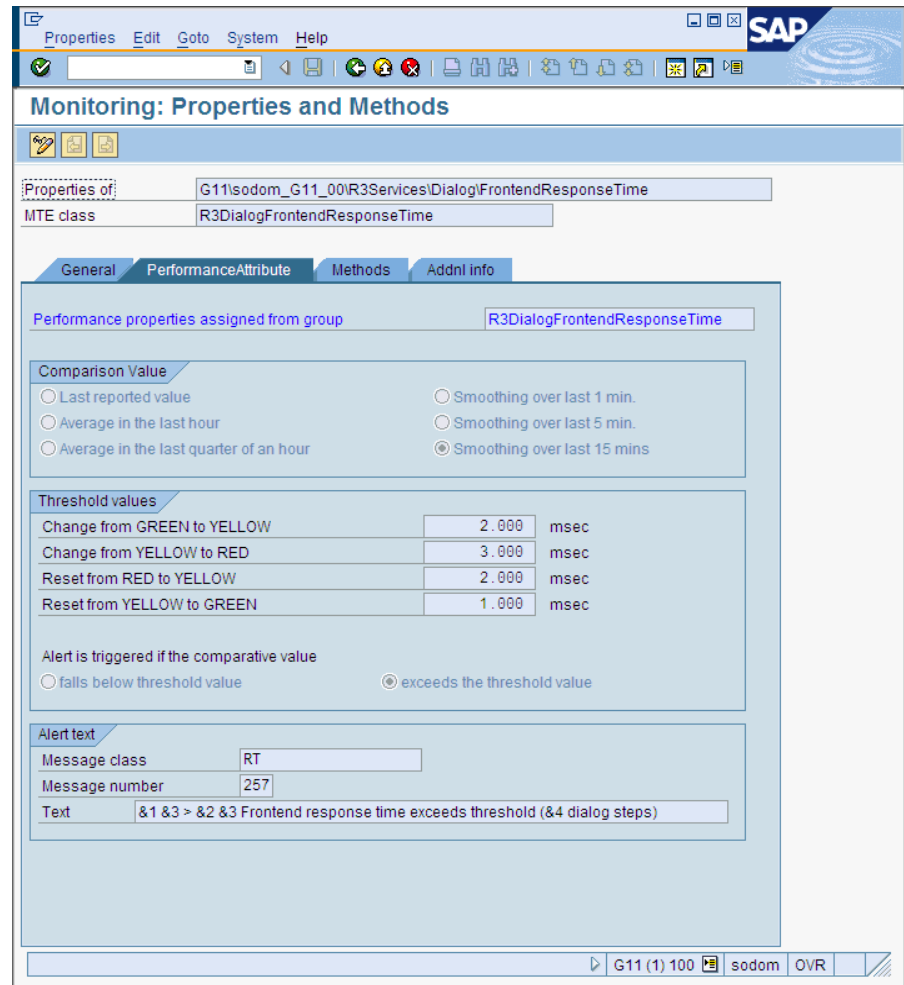 Properties Edit Goto System Help
SAP
Monitoring: Properties and Methods
Properties of G11\sodom_G11_00\R3Services\Dialog\FrontendResponseTime
MTE class R3DialogFrontendResponseTime
General PerformanceAttribute Methods Addnl info
Performance properties assigned from group R3DialogFrontendResponseTime
Comparison Value
Last reported value Smoothing over last 1 min.
Average in the last hour Smoothing over last 5 min.
Average in the last quarter of an hour Smoothing over last 15 mins
Threshold values
Change from GREEN to YELLOW 2.000 msec
Change from YELLOW to RED 3.000 msec
Reset from RED to YELLOW 2.000 msec
Reset from YELLOW to GREEN 1.000 msec
Alert is triggered if the comparative value
falls below threshold value exceeds the threshold value
Alert text
Message class RT
Message number 257
Text &1 &3 > &2 &3 Frontend response time exceeds threshold (&4 dialog steps)
G11 (1) 100 sodom OVR